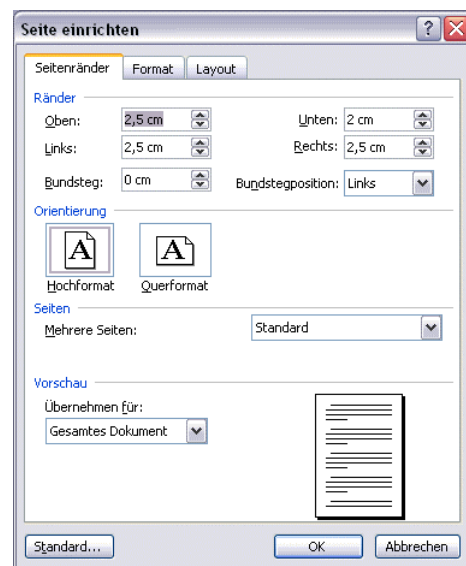 Seite einrichten
Seitenränder Format Layout
Ränder
Oben: 2,5 cm Unten: 2 cm
Links: 2,5 cm Rechts: 2,5 cm
Bundsteg: 0 cm Bundstegposition: Links
Orientierung
A A
Hochformat Querformat
Seiten
Mehrere Seiten: Standard
Vorschau
Übernehmen für:
Gesamtes Dokument
Standard... OK Abbrechen